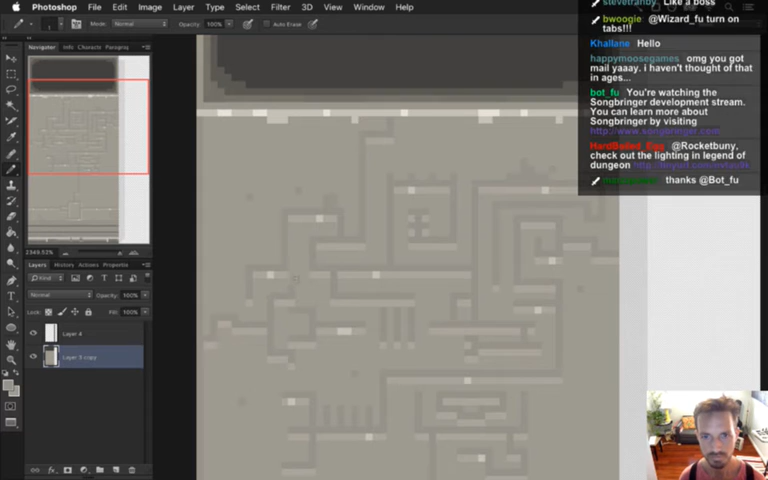 Photoshop File Edit Image Layer Type Select Filter 3D View Window Help
Mode: Normal Opacity: 100% Auto Erase
Navigator Info Paragrap
Layers History Actions
Kind
Normal Opacity: 100%
Lock: Fill: 100%
Layer 4
Layer 3 copy
Like a boss
bwoogie @Wizard_fu turn on
tabs!!!
Khallane Hello
happymoosegames omg you got
mail yaaay. i haven't thought of that
in ages...
bot_fu You're watching the
Songbringer development stream.
You can learn more about
Songbringer by visiting
http://www.songbringer.com
HardBoiled_Egg @Rocketbuny,
check out the lighting in legend of
dungeon
thanks @Bot_fu